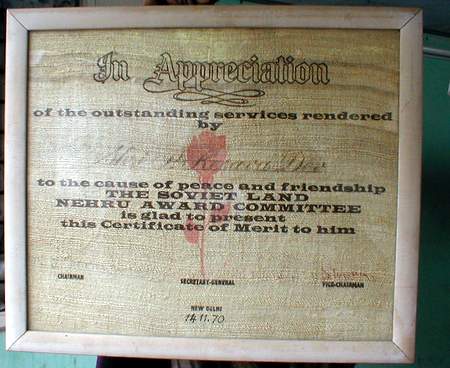 In Appreciation
of the outstanding services rendered
by
Kesava Dev
to the cause of peace and friendship
THE SOVIET LAND
NEHRU AWARD COMMITTEE
is glad to present
this Certificate of Merit to him
CHAIRMAN
SECRETARY-GENERAL
VICE-CHAIRMAN
NEW DELHI
14.11.70